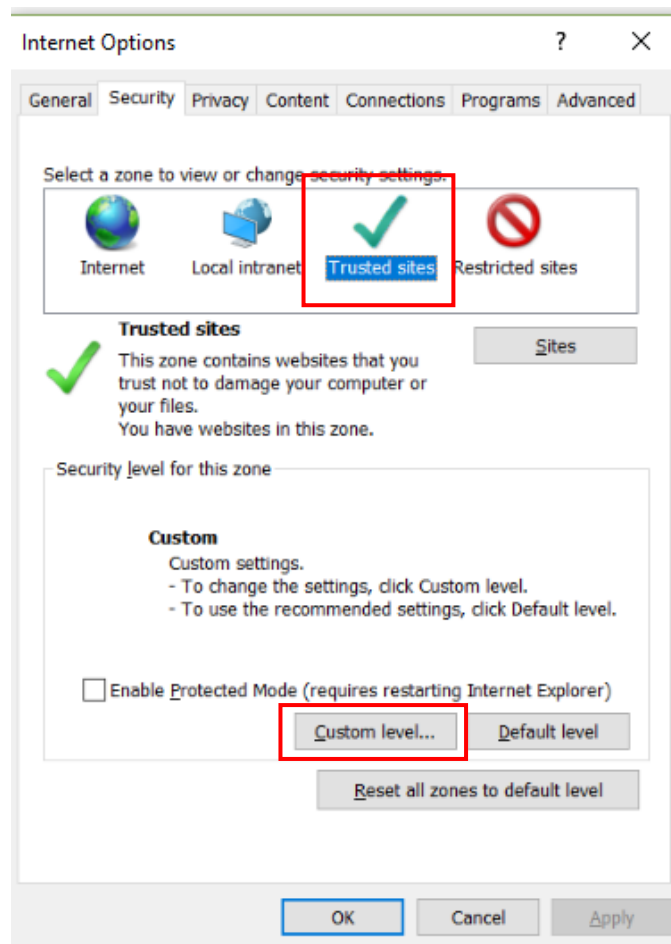 Internet Options ?
General Security Privacy Content Connections Programs Advanced
Select a zone to view or change security settings.
Internet Local intranet Trusted sites Restricted sites
Trusted sites
Sites
This zone contains websites that you
trust not to damage your computer or
your files.
You have websites in this zone.
Security level for this zone
Custom
Custom settings.
- To change the settings, click Custom level.
- To use the recommended settings, click Default level.
Enable Protected Mode (requires restarting Internet Explorer)
Custom level... Default level
Reset all zones to default level
OK Cancel Apply